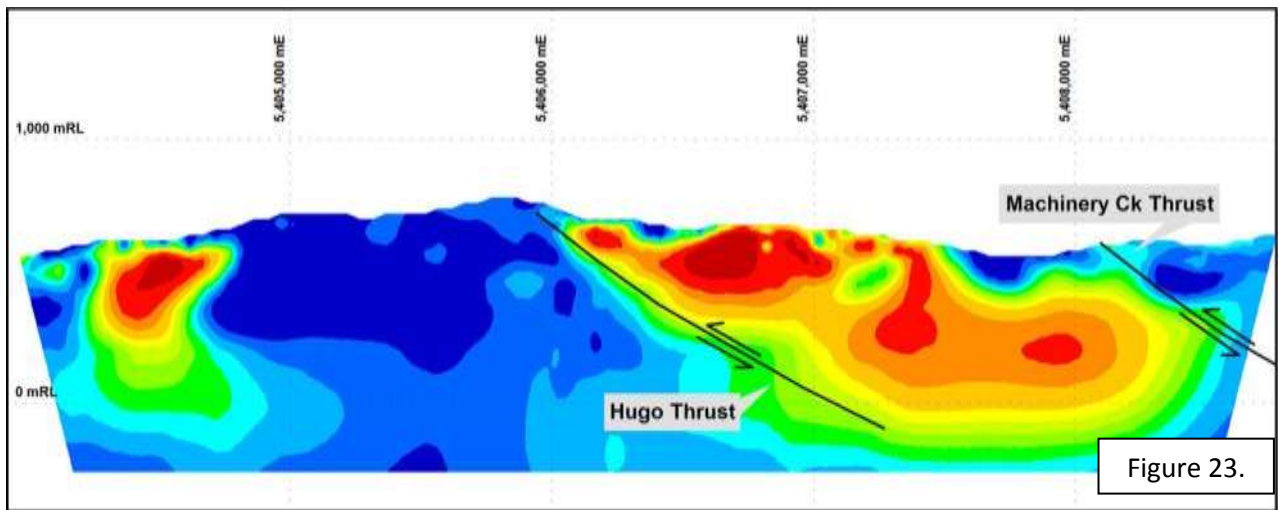 5,405,000 mE
5,406,000 mE
5,407,000 mE
5,408,000 mE
1,000 mRL
Machinery Ck Thrust
0 mRL
Hugo Thrust
Figure 23.